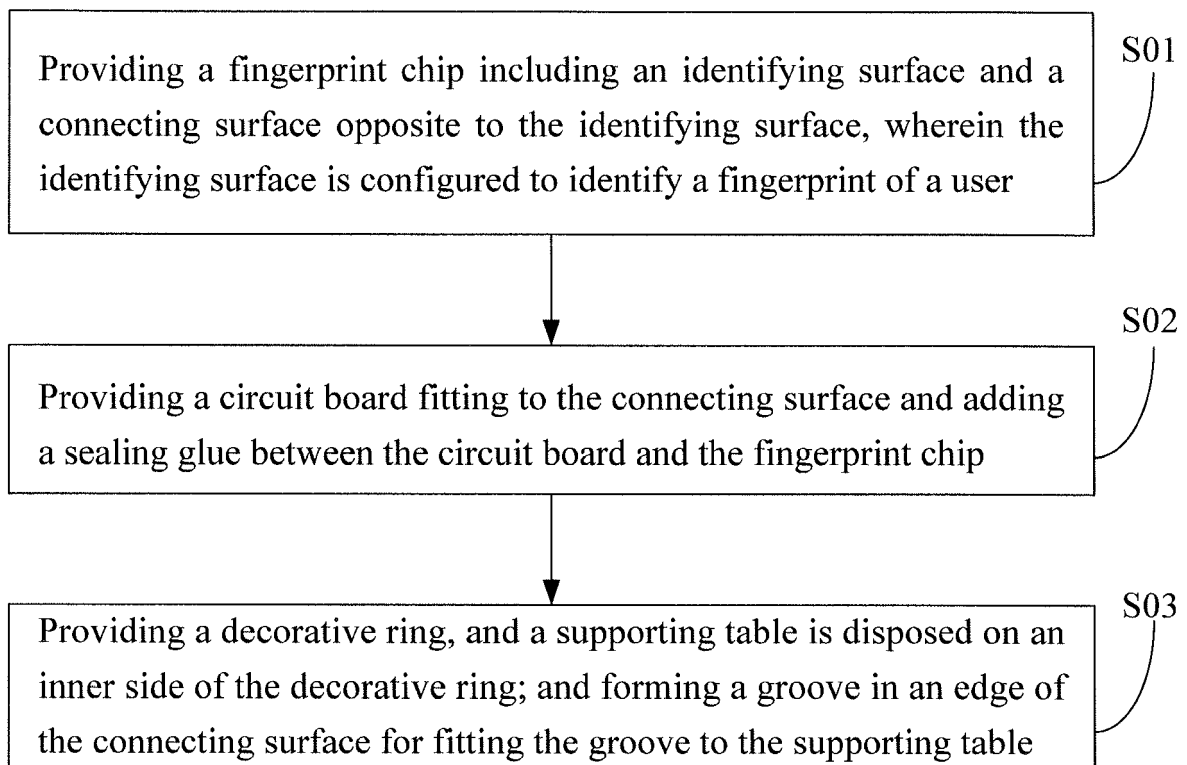 S01
Providing a fingerprint chip including an identifying surface and a
connecting surface opposite to the identifying surface, wherein the
identifying surface is configured to identify a fingerprint of a user
S02
Providing a circuit board fitting to the connecting surface and adding
a sealing glue between the circuit board and the fingerprint chip
S03
Providing a decorative ring, and a supporting table is disposed on an
inner side of the decorative ring; and forming a groove in an edge of
the connecting surface for fitting the groove to the supporting table